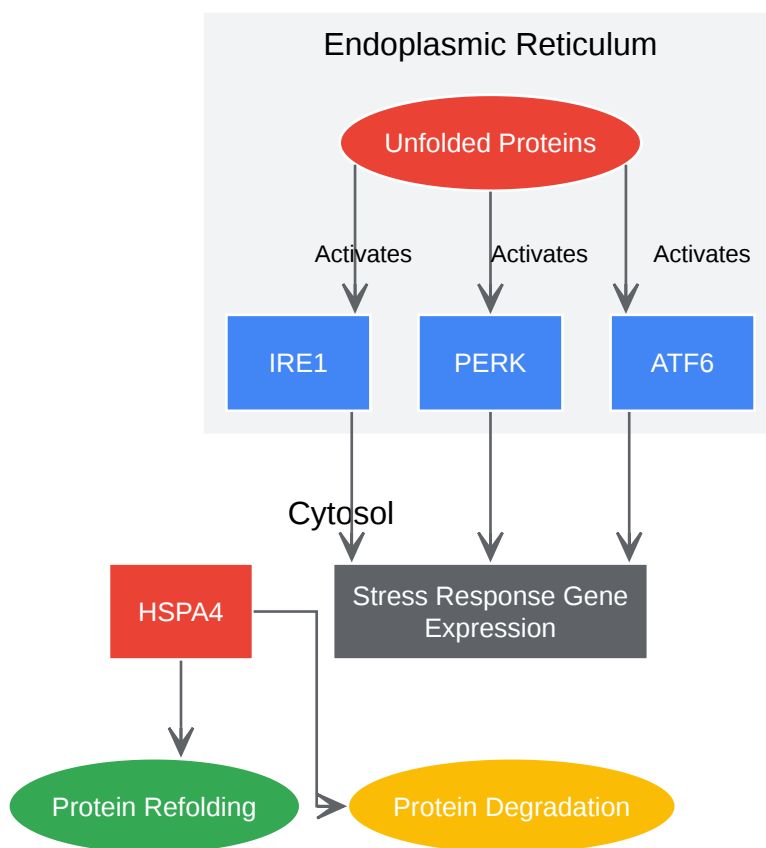 Endoplasmic Reticulum
Unfolded Proteins
Activates
Activates
Activates
IRE1
PERK
ATF6
Cytosol
HSPA4
Stress Response Gene
Expression
Protein Refolding
Protein Degradation